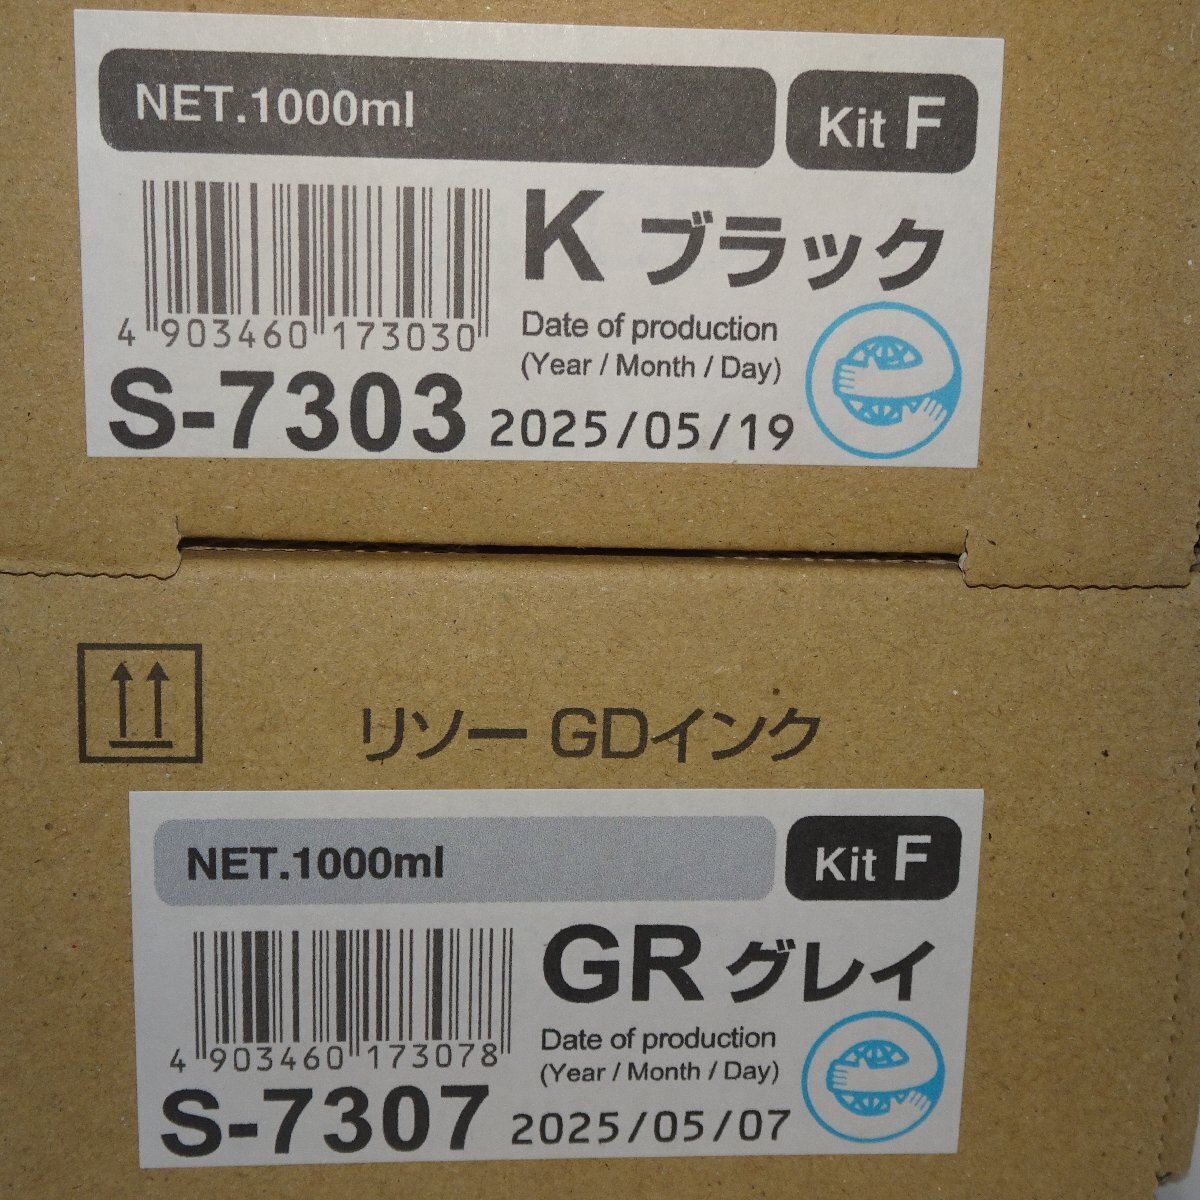 NET.1000ml
Kit F
K ブラック
4 903460 173030
Date of production
(Year / Month / Day)
S-7303 2025/05/19
リソー GDインク
NET.1000ml
Kit F
GR グレイ
4 903460 173078
Date of production
(Year / Month / Day)
S-7307 2025/05/07